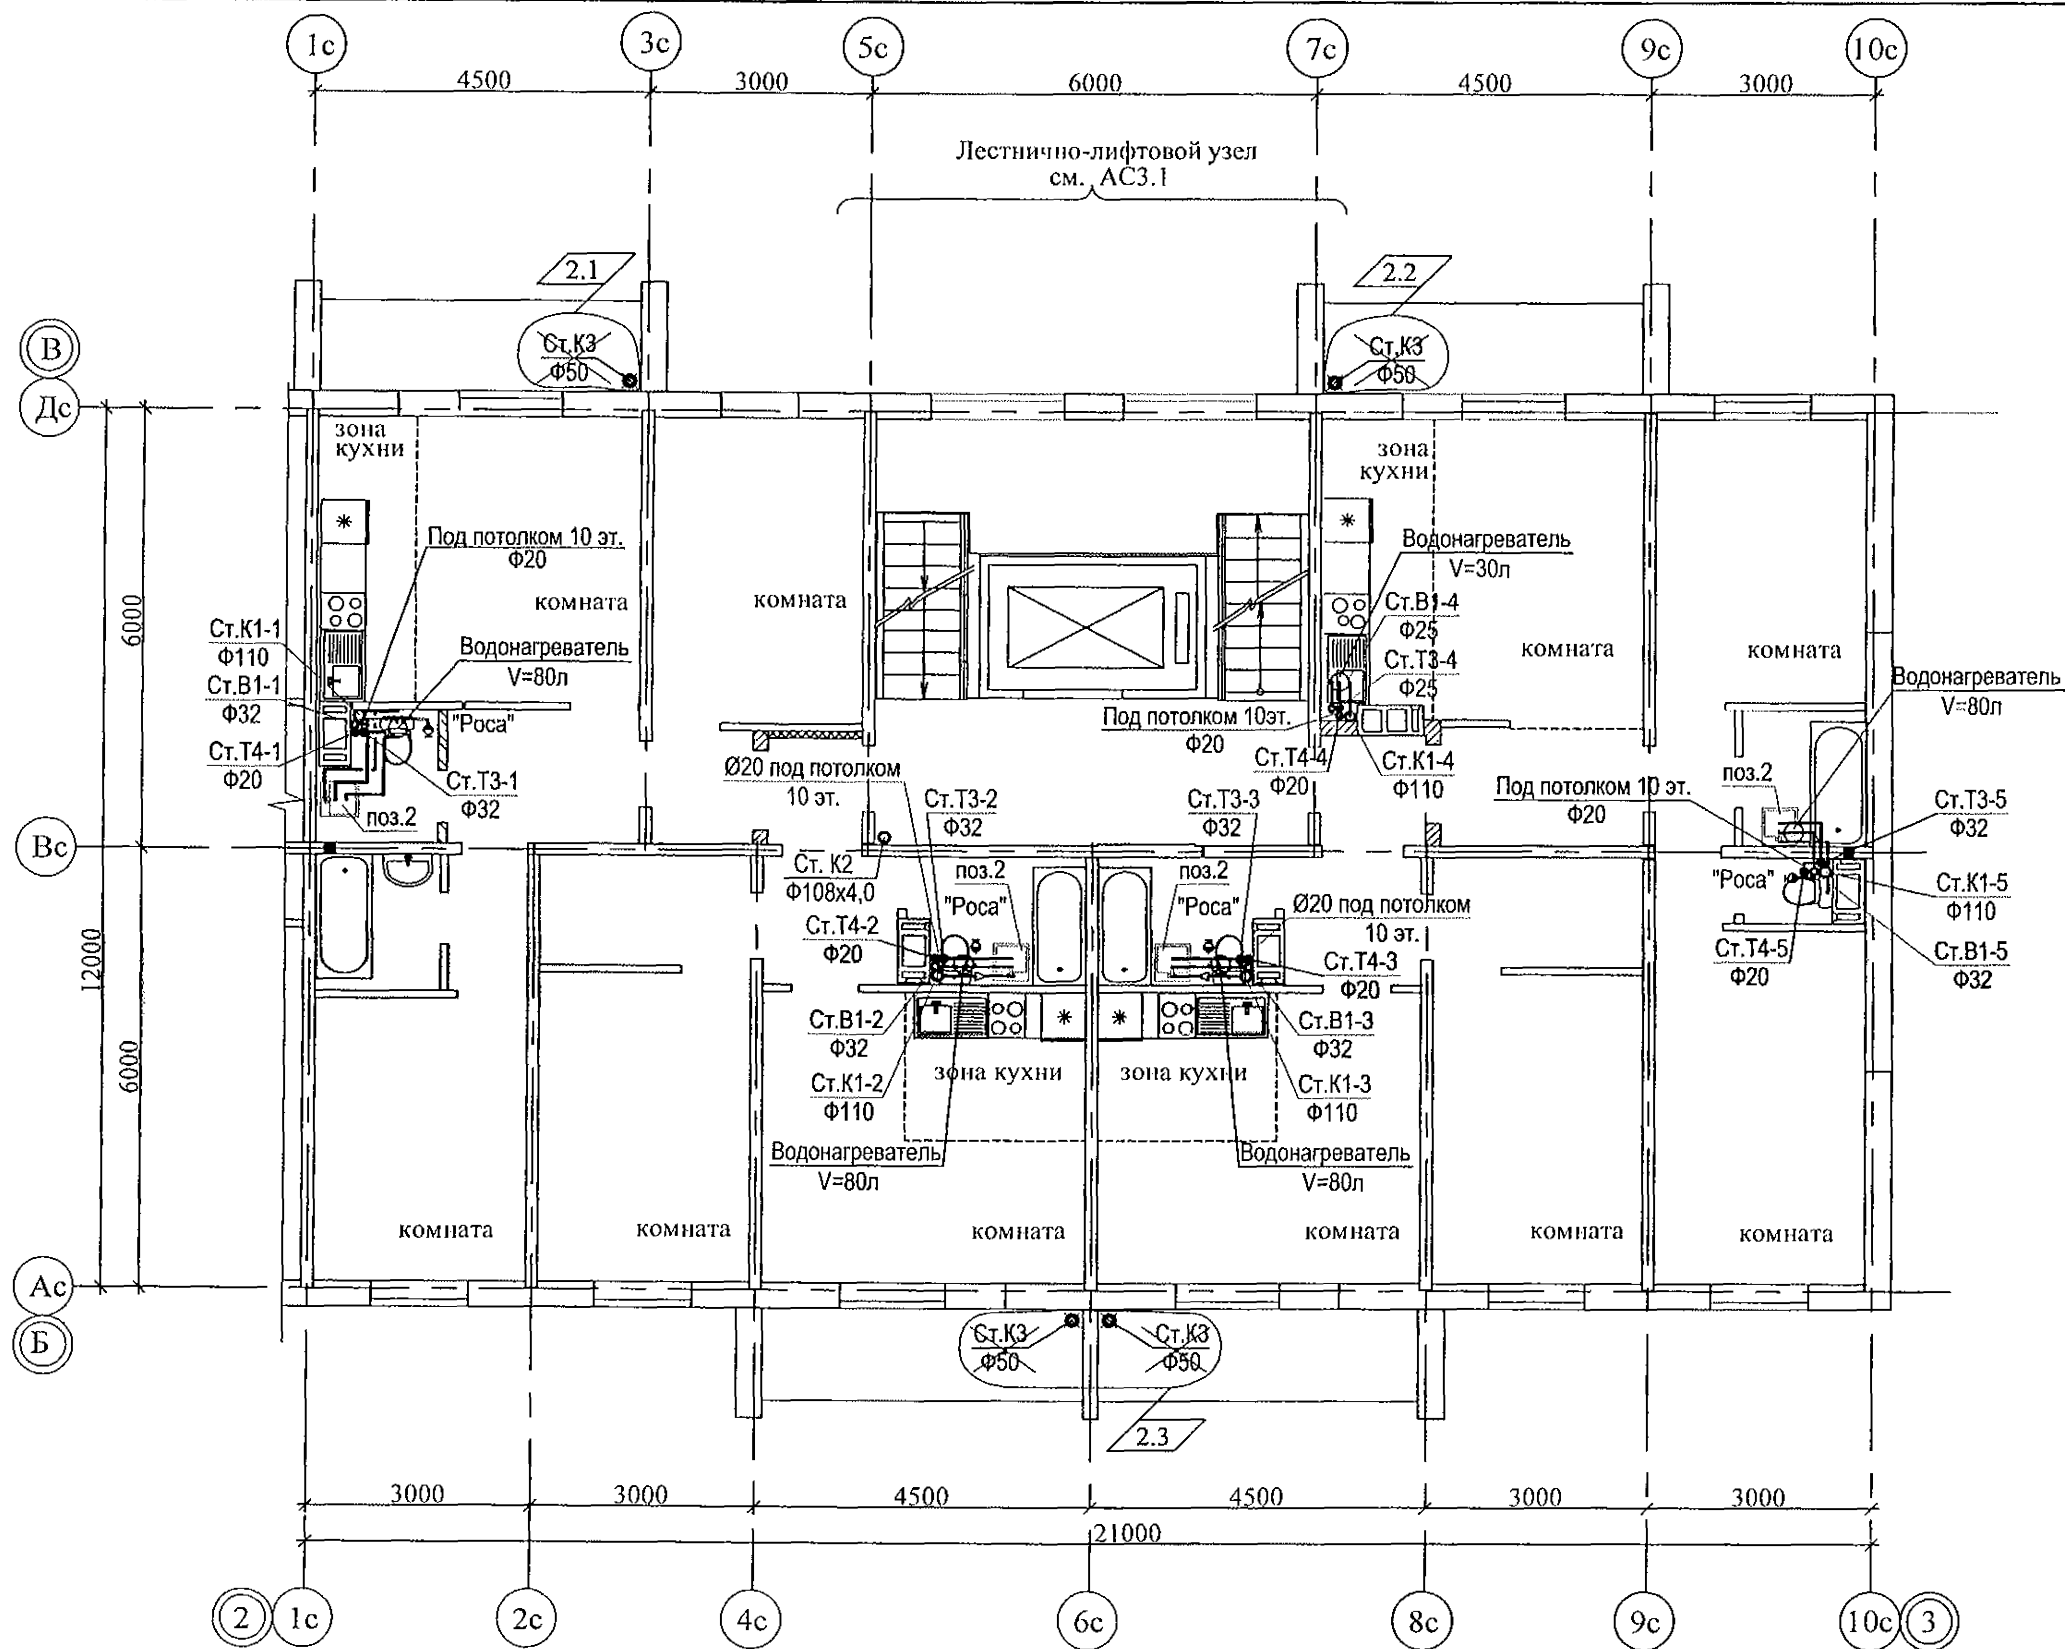 1с 3с 5с 7с 9с 10с
4500 3000 6000 4500 3000
Лестнично-лифтовой узел
см. АС3.1
2.1
2.2
Ст.К3
Ф50
Ст.К3
Ф50
В
Дс
зона
кухни
зона
кухни
Под потолком 10 эт.
Ф20
Водонагреватель
V=30л
комната
комната
Ст.В1-4
Ф25
6000
Ст.К1-1
Ф110
Водонагреватель
V=80л
Ст.Т3-4
Ф25
комната
комната
Водонагреватель
V=80л
Ст.В1-1
Ф32
"Роса"
Под потолком 10эт.
Ф20
Ст.Т4-1
Ф20
Ст.Т3-1
Ф32
Ø20 под потолком
10 эт.
Ст.Т4-4
Ф20
Ст.К1-4
Ф110
поз.2
Под потолком 10 эт.
Ф20
поз.2
Ст.Т3-2
Ф32
Ст.Т3-3
Ф32
Ст.Т3-5
Ф32
Вс
Ст. К2
Ф108х4,0
поз.2
поз.2
"Роса"
"Роса"
"Роса"
Ст.К1-5
Ф110
Ø20 под потолком
10 эт.
Ст.Т4-2
Ф20
Ст.Т4-3
Ф20
Ст.Т4-5
Ф20
Ст.В1-5
Ф32
12000
6000
Ст.В1-2
Ф32
Ст.В1-3
Ф32
зона кухни
зона кухни
Ст.К1-2
Ф110
Ст.К1-3
Ф110
Водонагреватель
V=80л
Водонагреватель
V=80л
комната комната комната комната комната комната
Ас
Б
Ст.К3
Ф50
Ст.К3
Ф50
2.3
3000 3000 4500 4500 3000 3000
21000
2 1с 2с 4с 6с 8с 9с 10с 3